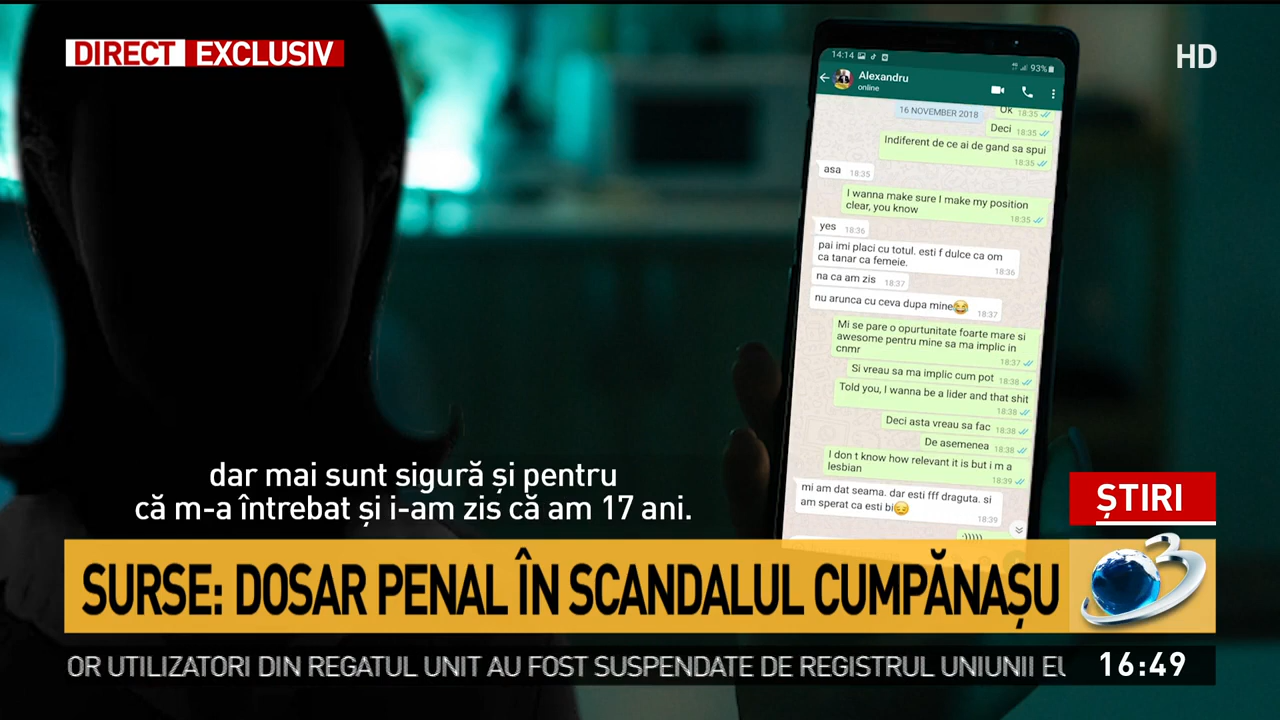 DIRECT EXCLUSIV
HD
14:14
93%
Alexandru
online
16 NOVEMBER 2018
OK 18:35
Deci 18:35
Indiferent de ce ai de gand sa spui
18:35
asa 18:35
I wanna make sure I make my position
clear, you know
18:35
yes 18:36
pai imi placi cu totul. esti f dulce ca om
ca tanar ca femeie.
18:36
na ca am zis 18:37
nu arunca cu ceva dupa mine😂 18:37
Mi se pare o opurtunitate foarte mare si
awesome pentru mine sa ma implic in
cnmr
18:37
Si vreau sa ma implic cum pot 18:38
Told you, I wanna be a lider and that shit
18:38
Deci asta vreau sa fac 18:38
De asemenea 18:38
I don t know how relevant it is but i m a
lesbian
18:39
mi am dat seama. dar esti fff draguta. si
am sperat ca esti bi😔
18:39
dar mai sunt sigură și pentru
că m-a întrebat și i-am zis că am 17 ani.
ȘTIRI
SURSE: DOSAR PENAL ÎN SCANDALUL CUMPĂNAȘU
3
OR UTILIZATORI DIN REGATUL UNIT AU FOST SUSPENDATE DE REGISTRUL UNIUNII EU
16:49